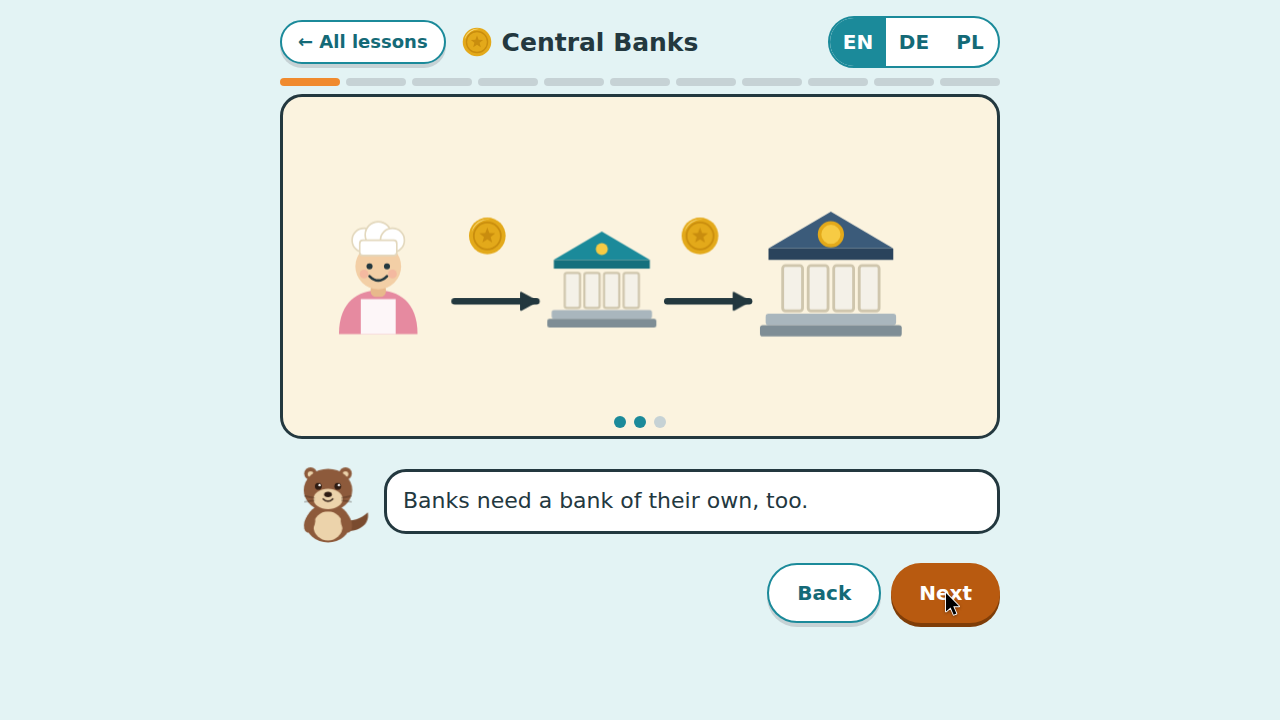 ← All lessons
Central Banks
EN DE PL
Banks need a bank of their own, too.
Back
Next